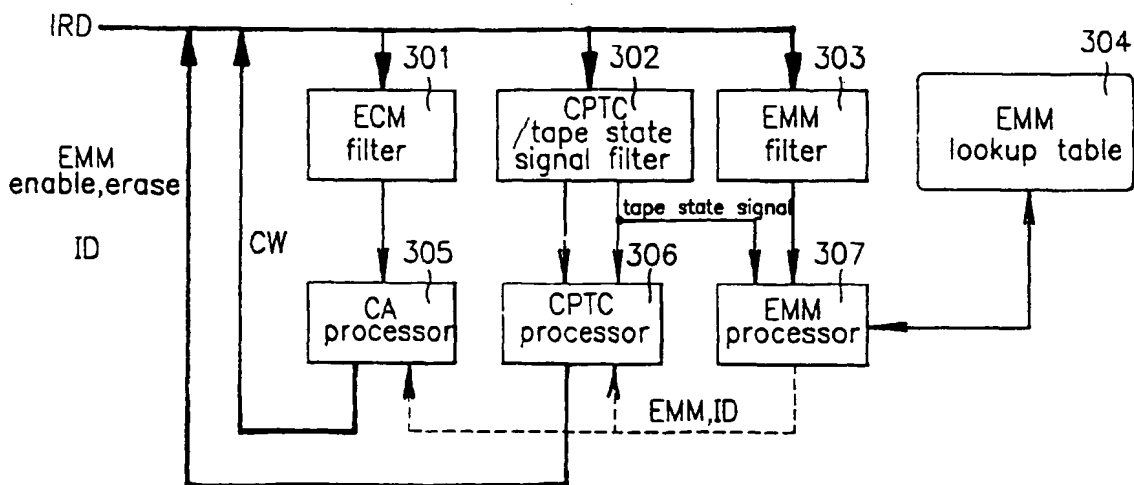 IRD
301
302
303
304
ECM
filter
CPTC
/tape state
signal filter
EMM
filter
EMM
lookup table
EMM
enable,erase
ID
CW
tape state signal
305
306
307
CA
processor
CPTC
processor
EMM
processor
EMM,ID